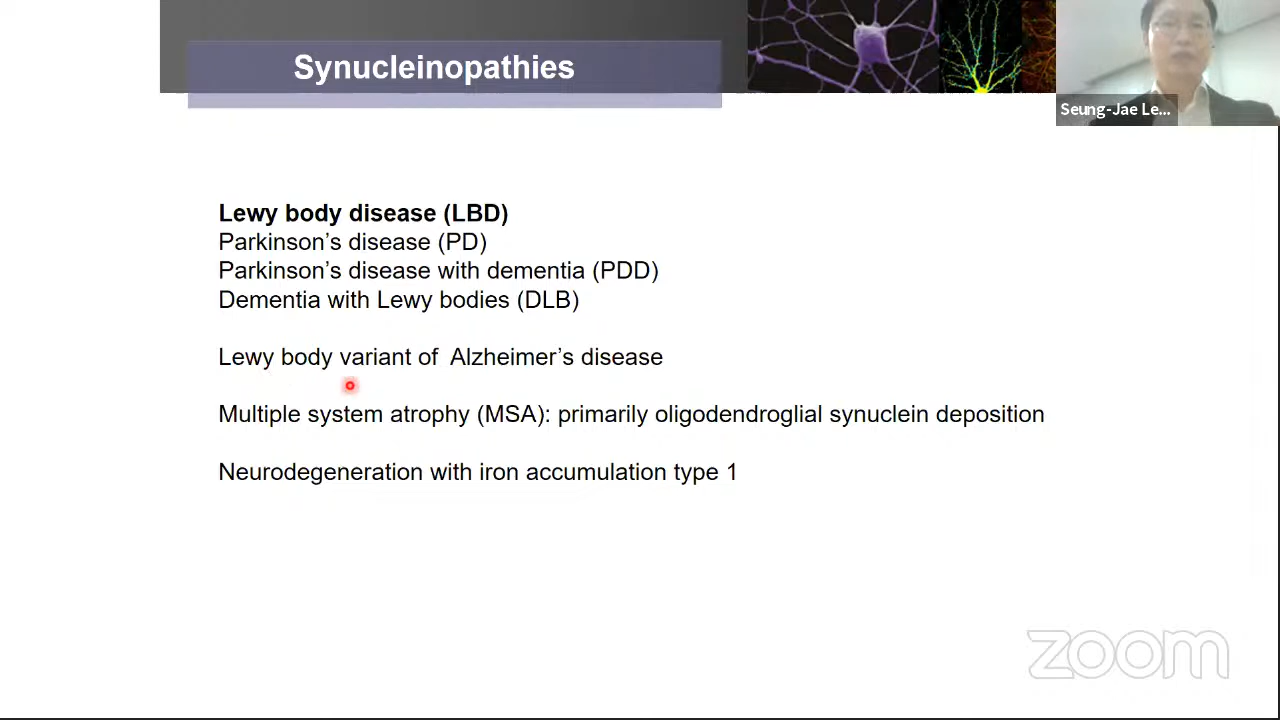 Synucleinopathies
Seung-Jae Le...
Lewy body disease (LBD)
Parkinson’s disease (PD)
Parkinson’s disease with dementia (PDD)
Dementia with Lewy bodies (DLB)
Lewy body variant of Alzheimer’s disease
Multiple system atrophy (MSA): primarily oligodendroglial synuclein deposition
Neurodegeneration with iron accumulation type 1
zoom